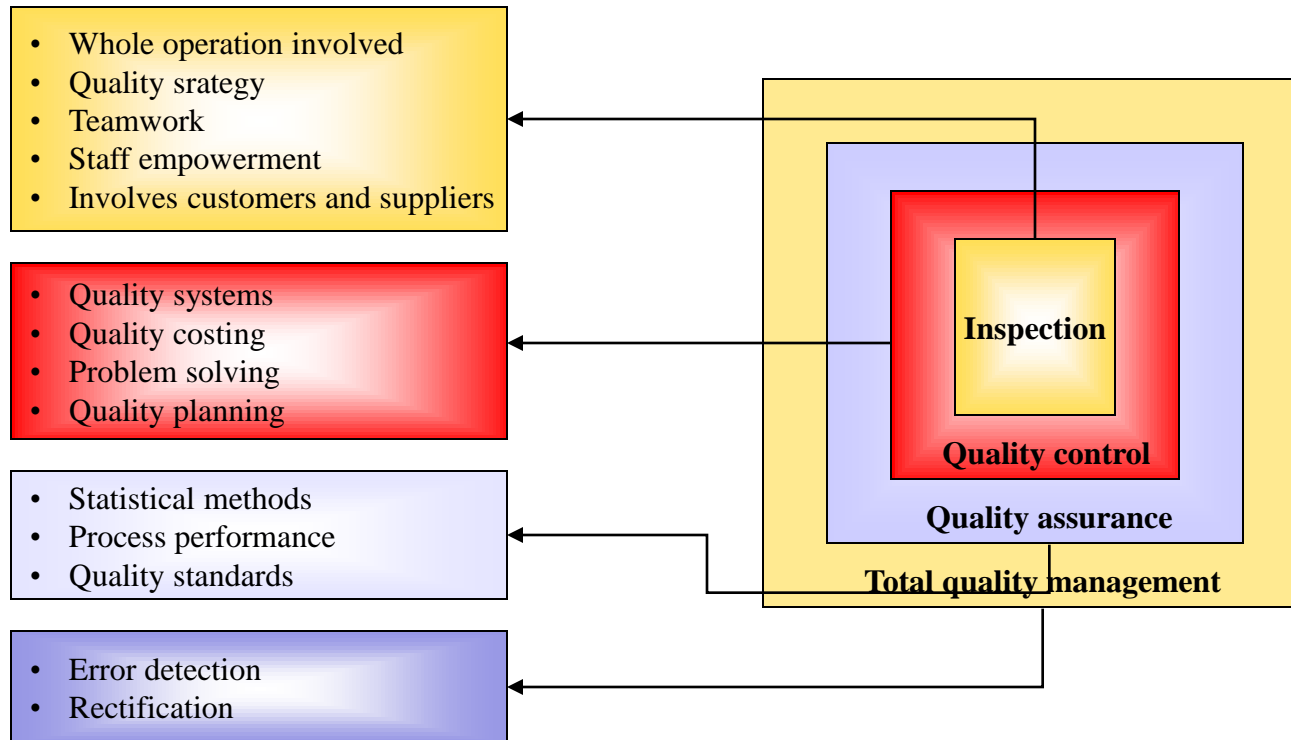 • Whole operation involved
• Quality srategy
• Teamwork
• Staff empowerment
• Involves customers and suppliers
• Quality systems
• Quality costing
• Problem solving
• Quality planning
• Statistical methods
• Process performance
• Quality standards
• Error detection
• Rectification
Inspection
Quality control
Quality assurance
Total quality management